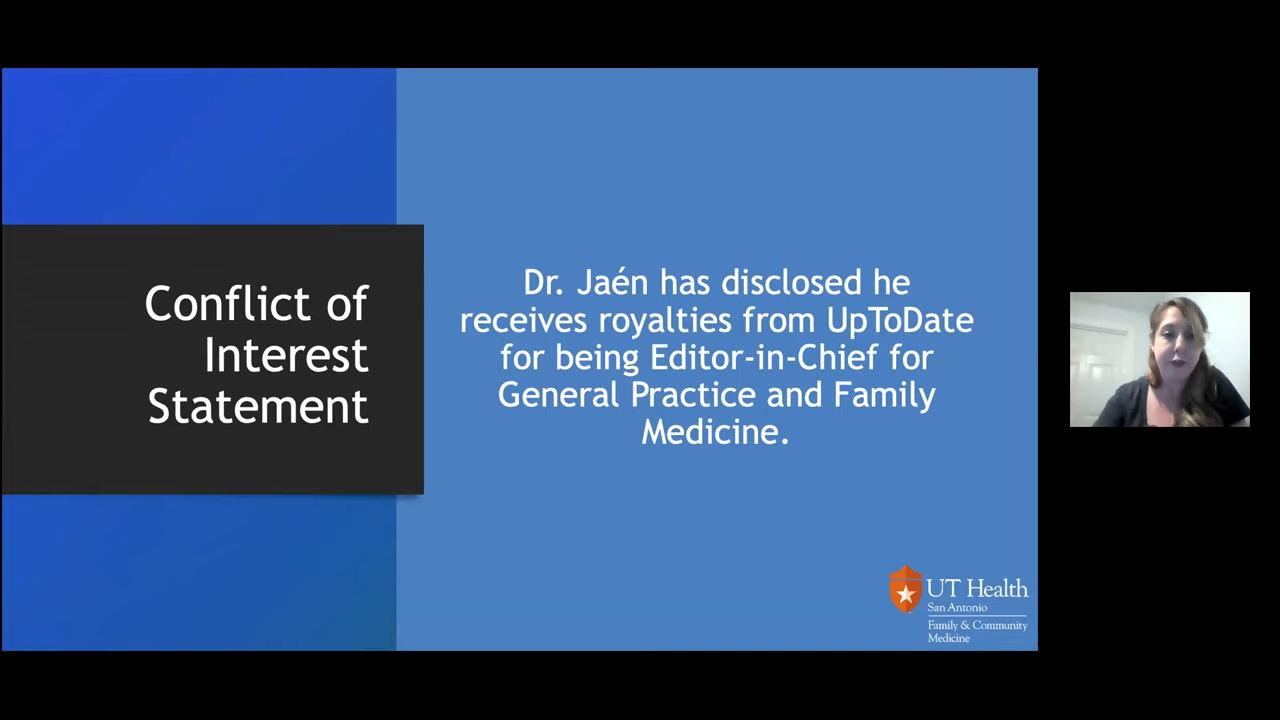 Conflict of
Interest
Statement
Dr. Jaén has disclosed he
receives royalties from UpToDate
for being Editor-in-Chief for
General Practice and Family
Medicine.
UT Health
San Antonio
Family & Community
Medicine